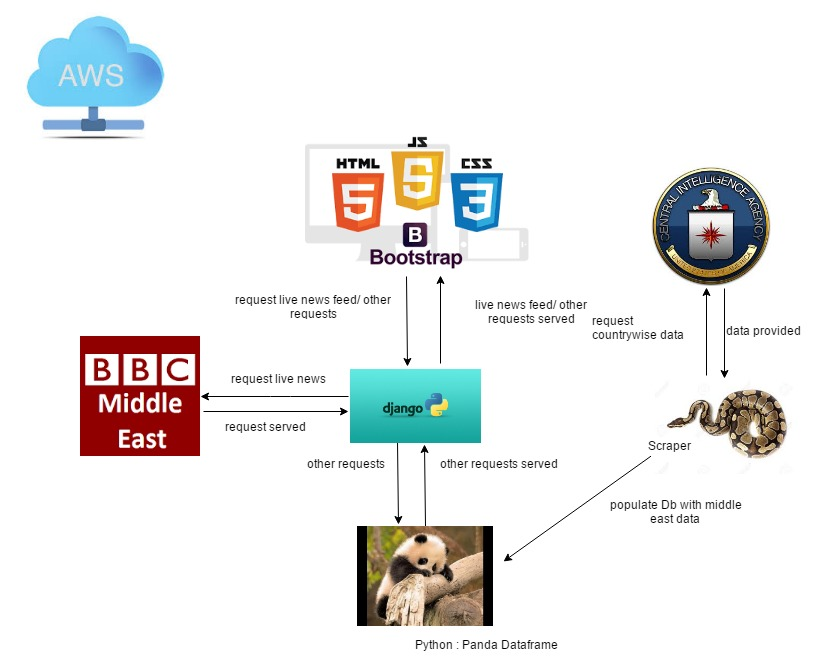 AWS
JS
HTML
CSS
5
5
3
B
Bootstrap
CENTRAL INTELLIGENCE AGENCY
UNITED STATES OF AMERICA
request live news feed/ other
requests
live news feed/ other
requests served
request
countrywise data
data provided
BBC
Middle
East
request live news
request served
django
Scraper
other requests
other requests served
populate Db with middle
east data
Python : Panda Dataframe